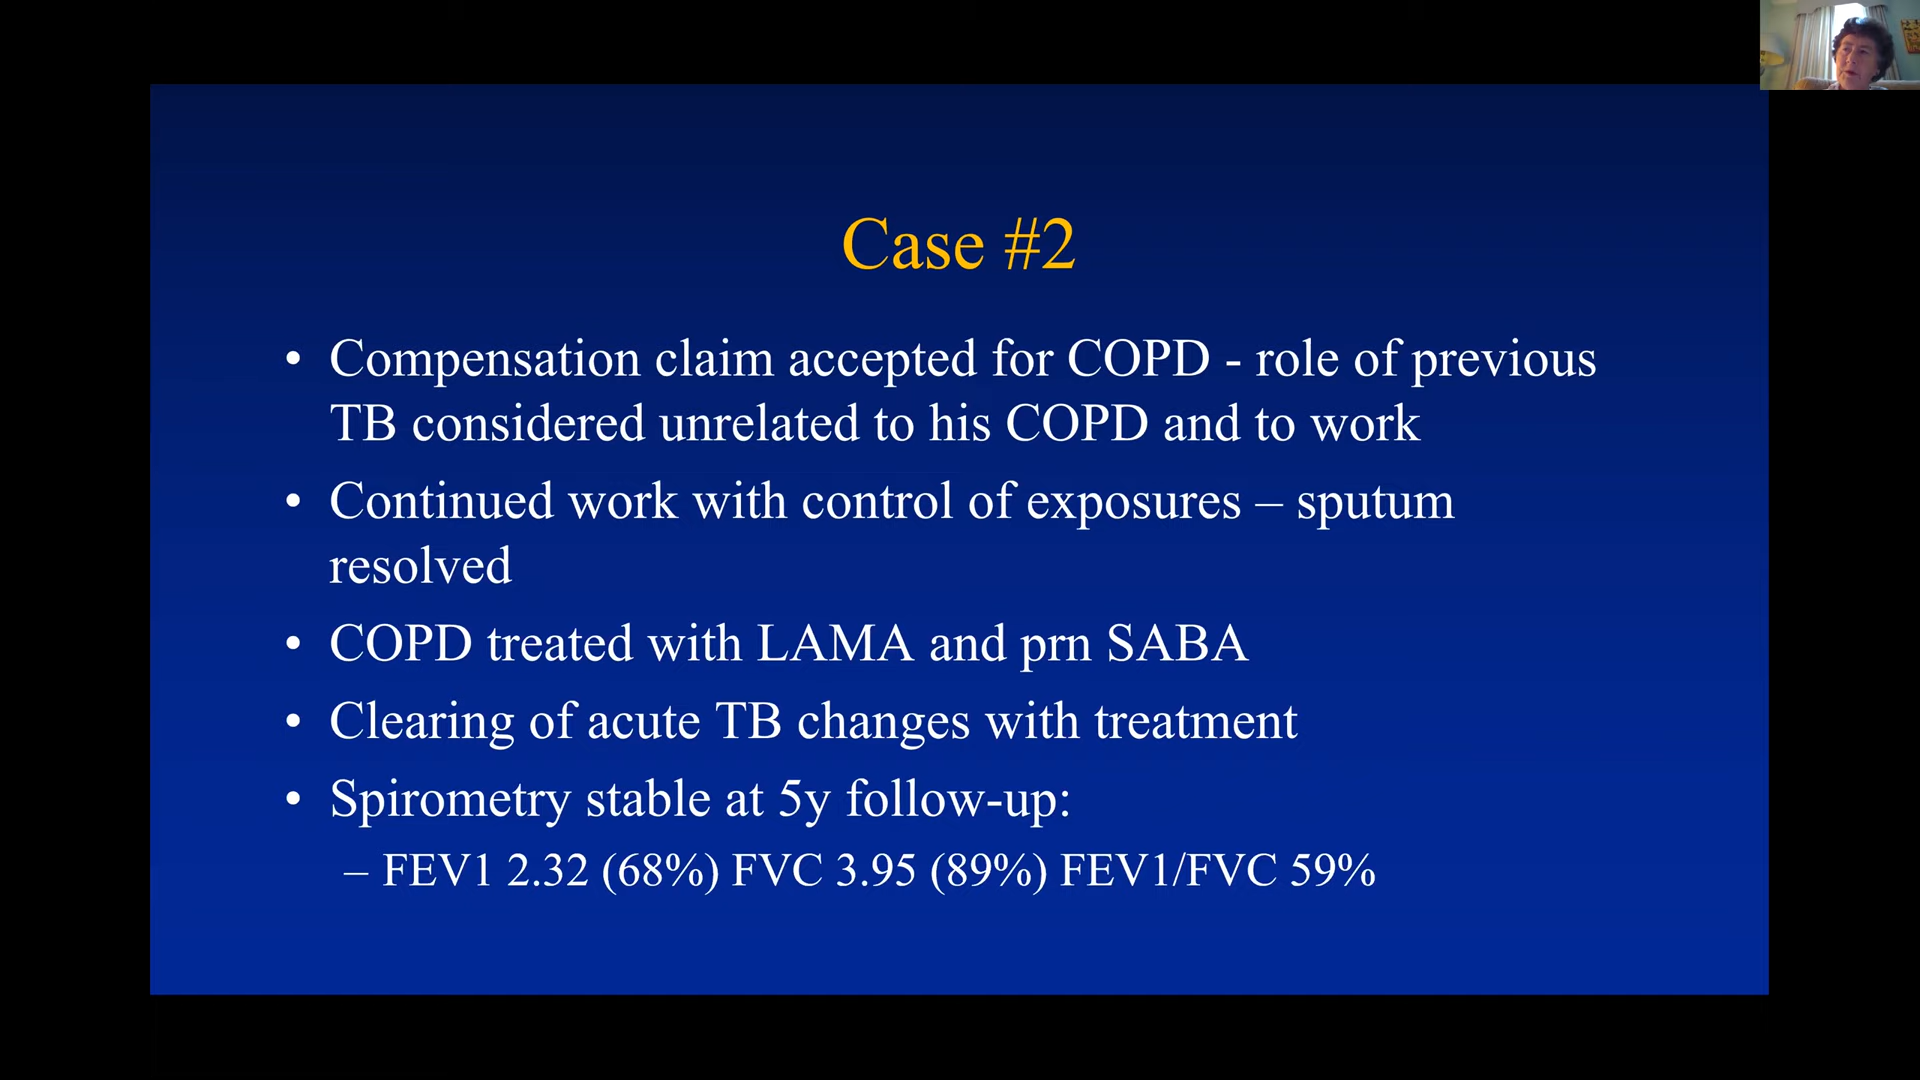 Case #2
• Compensation claim accepted for COPD - role of previous
TB considered unrelated to his COPD and to work
• Continued work with control of exposures – sputum
resolved
• COPD treated with LAMA and prn SABA
• Clearing of acute TB changes with treatment
• Spirometry stable at 5y follow-up:
– FEV1 2.32 (68%) FVC 3.95 (89%) FEV1/FVC 59%